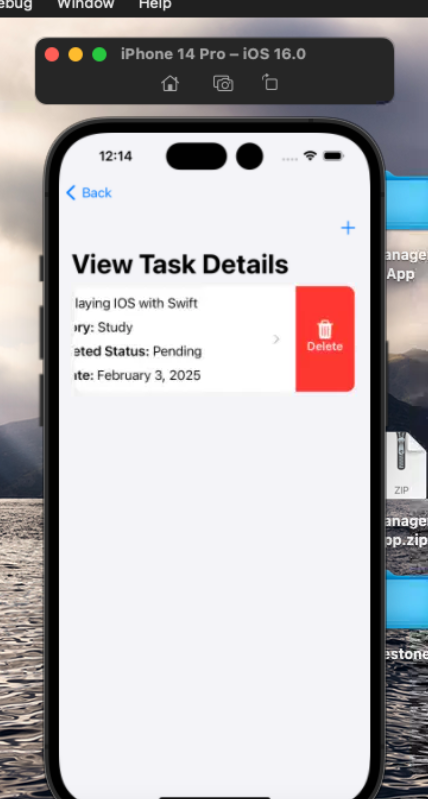 ebug Window Help
iPhone 14 Pro – iOS 16.0
12:14
Back
+
View Task Details
laying IOS with Swift
ory: Study
eted Status: Pending
ate: February 3, 2025
Delete
anage
App
ZIP
anage
pp.zip
estone